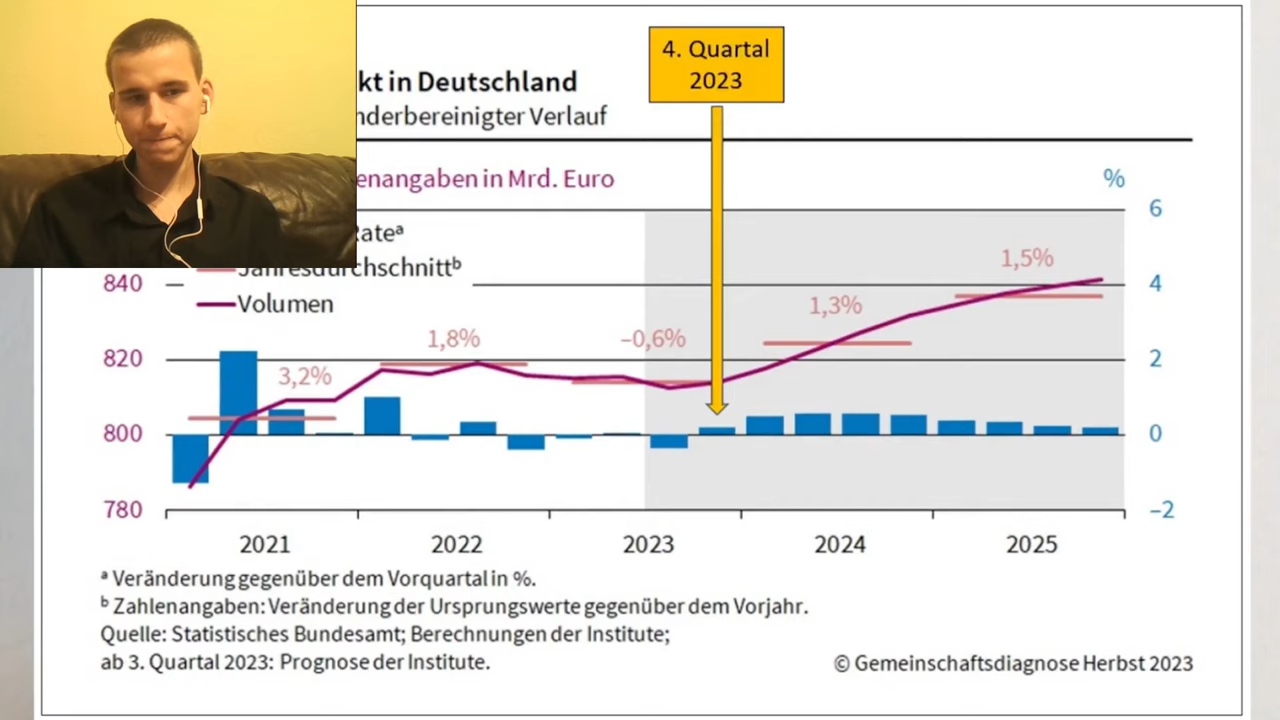 4. Quartal
2023
kt in Deutschland
nderbereinigter Verlauf
enangaben in Mrd. Euro
%
Rateᵃ
Jahresdurchschnittᵇ
Volumen
840
820
800
780
6
4
2
0
–2
3,2%
1,8%
–0,6%
1,3%
1,5%
2021
2022
2023
2024
2025
ᵃ Veränderung gegenüber dem Vorquartal in %.
ᵇ Zahlenangaben: Veränderung der Ursprungswerte gegenüber dem Vorjahr.
Quelle: Statistisches Bundesamt; Berechnungen der Institute;
ab 3. Quartal 2023: Prognose der Institute.
© Gemeinschaftsdiagnose Herbst 2023